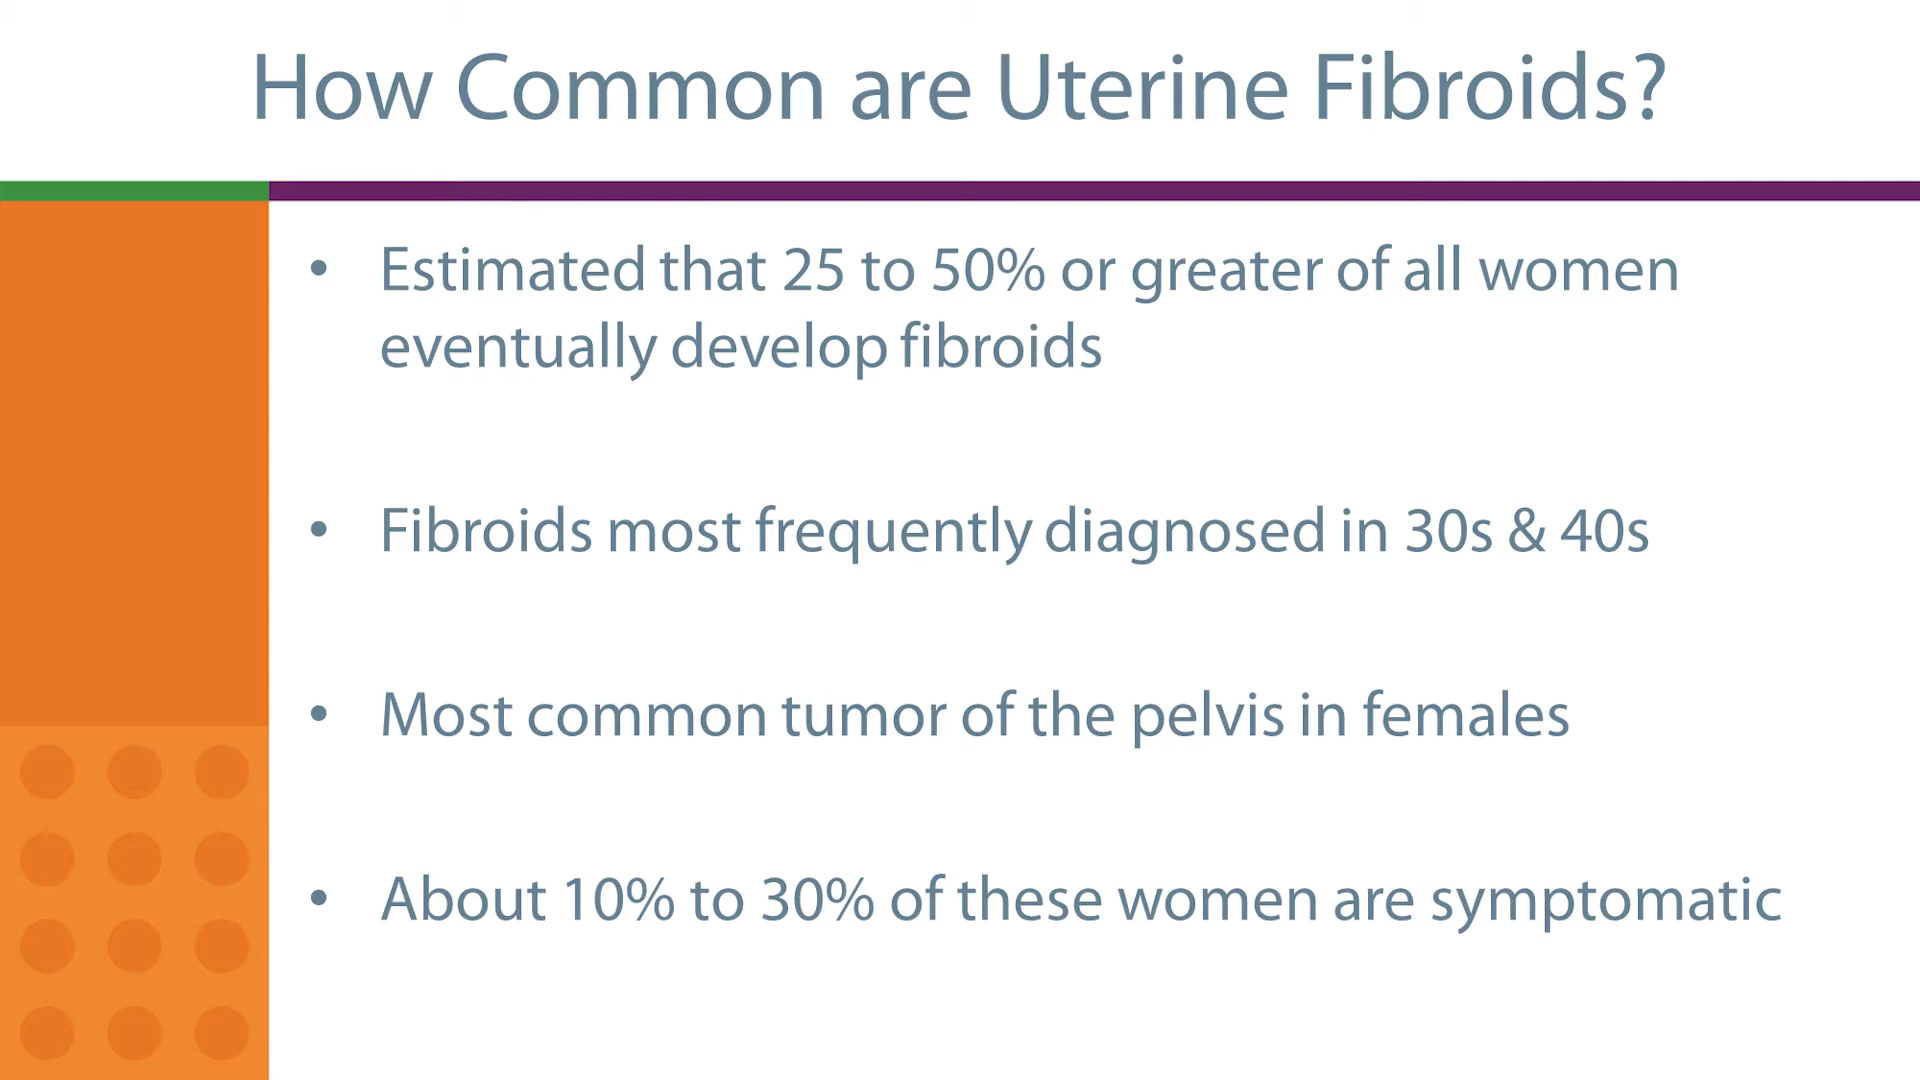 How Common are Uterine Fibroids?
• Estimated that 25 to 50% or greater of all women
eventually develop fibroids
• Fibroids most frequently diagnosed in 30s & 40s
• Most common tumor of the pelvis in females
• About 10% to 30% of these women are symptomatic